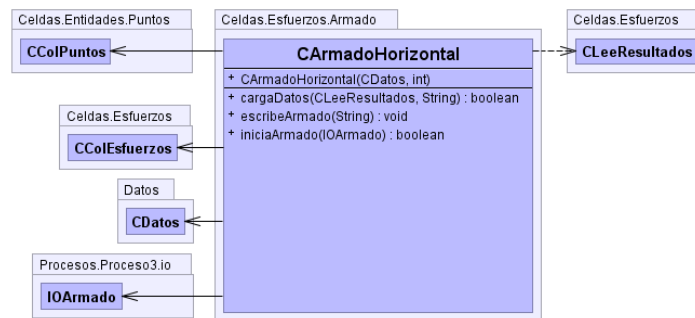 Celdas.Entidades.Puntos
CColPuntos
Celdas.Esfuerzos
CColEsfuerzos
Datos
CDatos
Procesos.Proceso3.io
IOArmado
Celdas.Esfuerzos.Armado
CArmadoHorizontal
+ CArmadoHorizontal(CDatos, int)
+ cargaDatos(CLeeResultados, String) : boolean
+ escribeArmado(String) : void
+ iniciaArmado(IOArmado) : boolean
Celdas.Esfuerzos
CLeeResultados